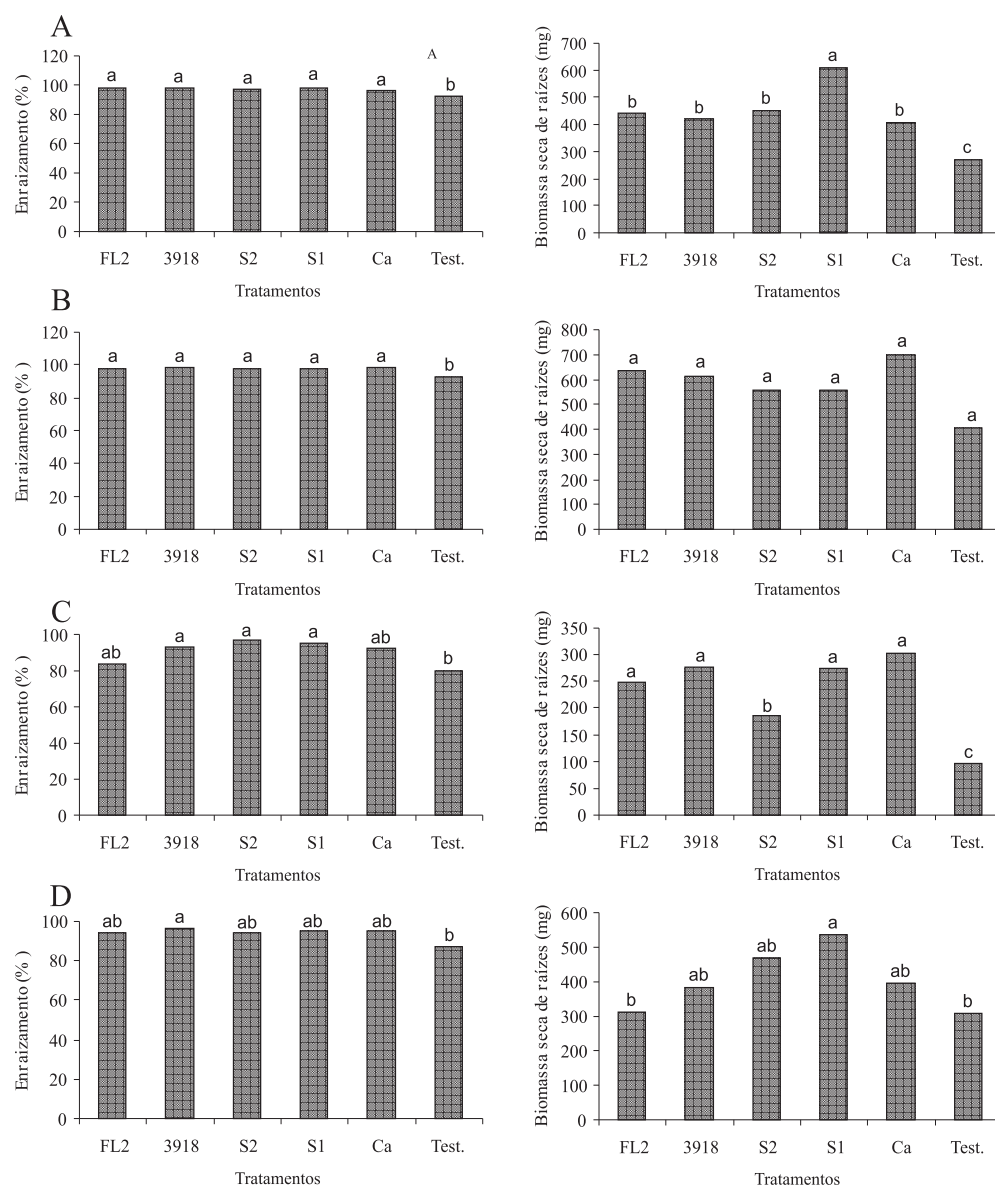 A
Enraizamento (% )
120
100
80
60
40
20
0
A
a
a
a
a
a
b
FL2
3918
S2
S1
Ca
Test.
Tratamentos
Biomassa seca de raízes (mg)
700
600
500
400
300
200
100
0
b
b
b
a
b
c
FL2
3918
S2
S1
Ca
Test.
Tratamentos
B
Enraizamento (% )
120
100
80
60
40
20
0
a
a
a
a
a
b
FL2
3918
S2
S1
Ca
Test.
Tratamentos
Biomassa seca de raízes (mg)
800
700
600
500
400
300
200
100
0
a
a
a
a
a
a
FL2
3918
S2
S1
Ca
Test.
Tratamentos
C
Enraizamento (% )
100
80
60
40
20
0
ab
a
a
a
ab
b
FL2
3918
S2
S1
Ca
Test.
Tratamentos
Biomassa seca de raízes (mg)
350
300
250
200
150
100
50
0
a
a
b
a
a
c
FL2
3918
S2
S1
Ca
Test.
Tratamentos
D
Enraizamento (% )
100
80
60
40
20
0
ab
a
ab
ab
ab
b
FL2
3918
S2
S1
Ca
Test.
Tratamentos
Biomassa seca de raízes (mg)
600
500
400
300
200
100
0
b
ab
ab
a
ab
b
FL2
3918
S2
S1
Ca
Test.
Tratamentos